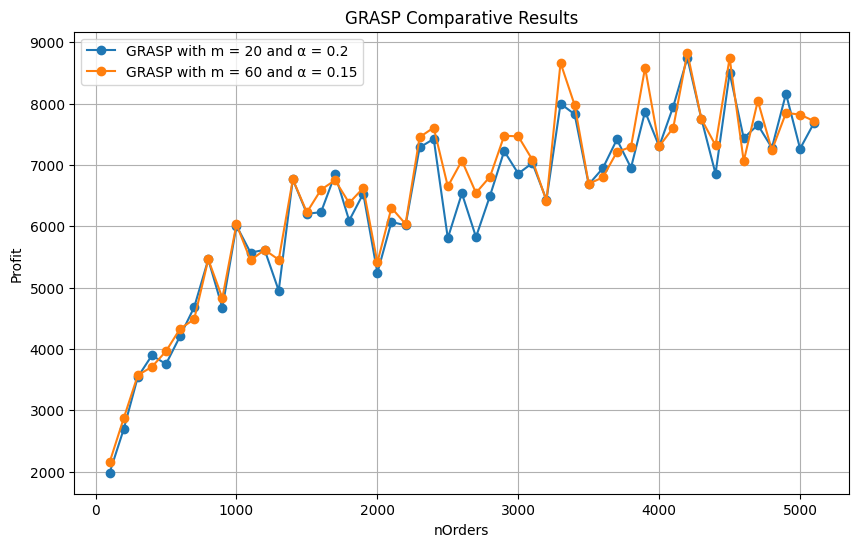 GRASP Comparative Results
GRASP with m = 20 and α = 0.2
GRASP with m = 60 and α = 0.15
Profit
9000
8000
7000
6000
5000
4000
3000
2000
0 1000 2000 3000 4000 5000
nOrders